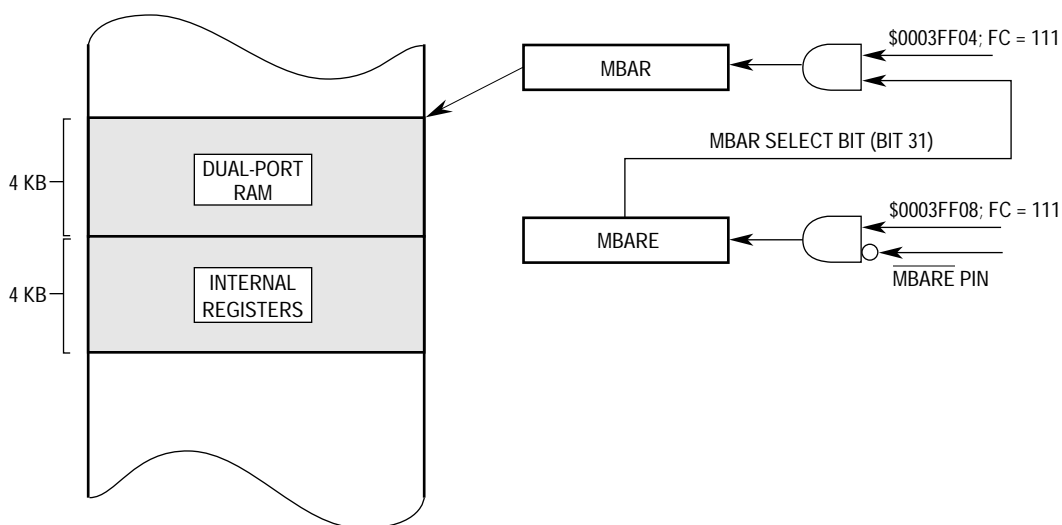 $0003FF04; FC = 111
MBAR
MBAR SELECT BIT (BIT 31)
4 KB
DUAL-PORT
RAM
$0003FF08; FC = 111
MBARE
MBARE PIN
4 KB
INTERNAL
REGISTERS